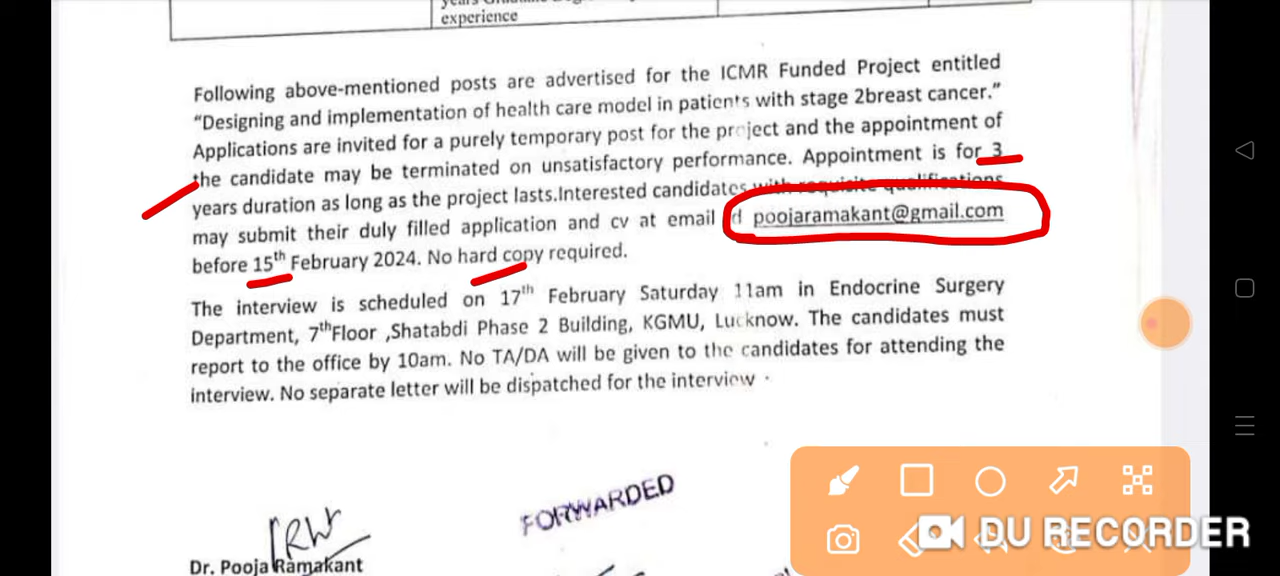 experience
Following above-mentioned posts are advertised for the ICMR Funded Project entitled
"Designing and implementation of health care model in patients with stage 2breast cancer."
Applications are invited for a purely temporary post for the project and the appointment of
the candidate may be terminated on unsatisfactory performance. Appointment is for 3
years duration as long as the project lasts.Interested candidates with requisite qualifications
may submit their duly filled application and cv at email d poojaramakant@gmail.com
before 15th February 2024. No hard copy required.
The interview is scheduled on 17th February Saturday 11am in Endocrine Surgery
Department, 7thFloor ,Shatabdi Phase 2 Building, KGMU, Lucknow. The candidates must
report to the office by 10am. No TA/DA will be given to the candidates for attending the
interview. No separate letter will be dispatched for the interview
FORWARDED
DU RECORDER
Dr. Pooja Ramakant